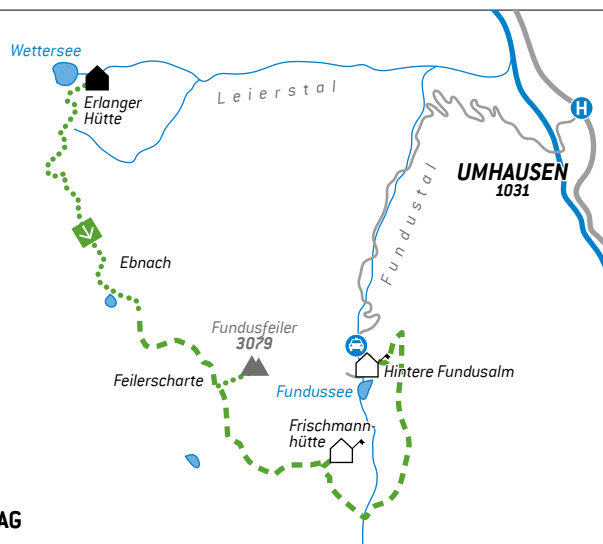 Wettersee
Erlanger
Hütte
Leierstal
H
UMHAUSEN
1031
Fundustal
Ebnach
Fundusfeiler
3079
Feilerscharte
Hintere Fundusalm
Fundussee
Frischmann-
hütte
AG